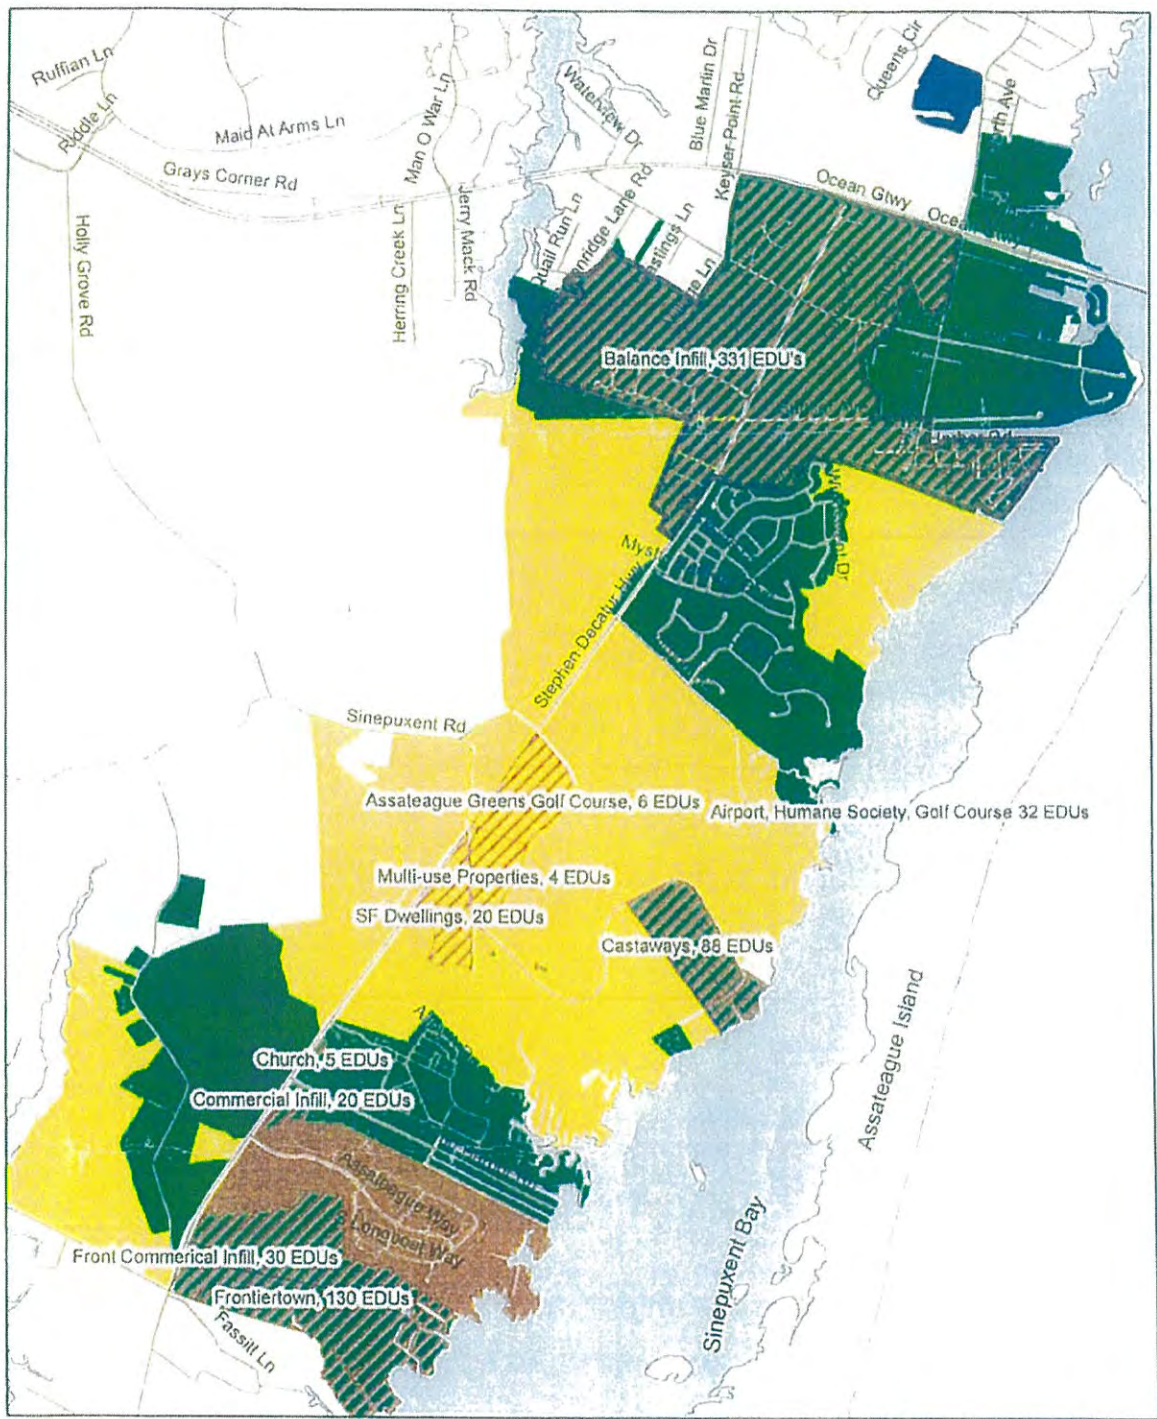 Ruffian Ln
Riddle Ln
Maid At Arms Ln
Grays Corner Rd
Man O War Ln
Herring Creek Ln
Jerry Mack Rd
Holly Grove Rd
Waterview Dr
Blue Marlin Dr
Keyser Point Rd
Queens Cir
Ocean Gtwy
Quail Run Ln
Balance Infill, 331 EDU's
Stephen Decatur Hwy
Sinepuxent Rd
Assateague Greens Golf Course, 6 EDUs
Airport, Humane Society, Golf Course 32 EDUs
Multi-use Properties, 4 EDUs
SF Dwellings, 20 EDUs
Castaways, 88 EDUs
Assateague Island
Church, 5 EDUs
Commercial Infill, 20 EDUs
Assateague Way
S Longboat Way
Sinepuxent Bay
Front Commerical Infill, 30 EDUs
Frontiertown, 130 EDUs
Fassitt Ln